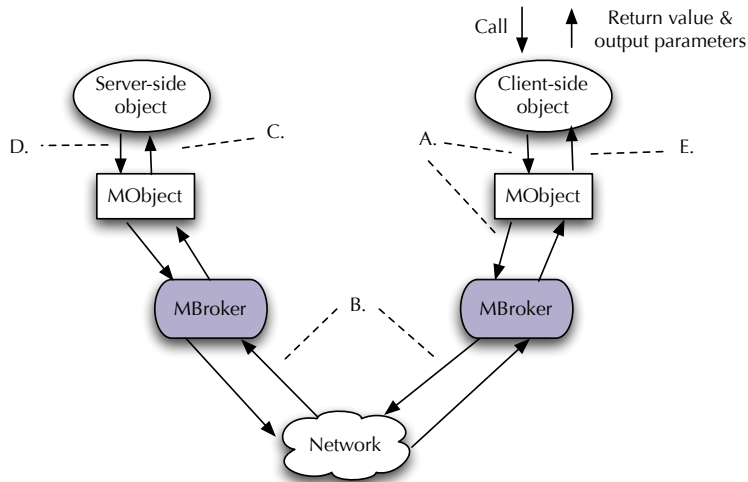 Call
Return value &
output parameters
Server-side
object
Client-side
object
D.
C.
A.
E.
MObject
MObject
MBroker
B.
MBroker
Network